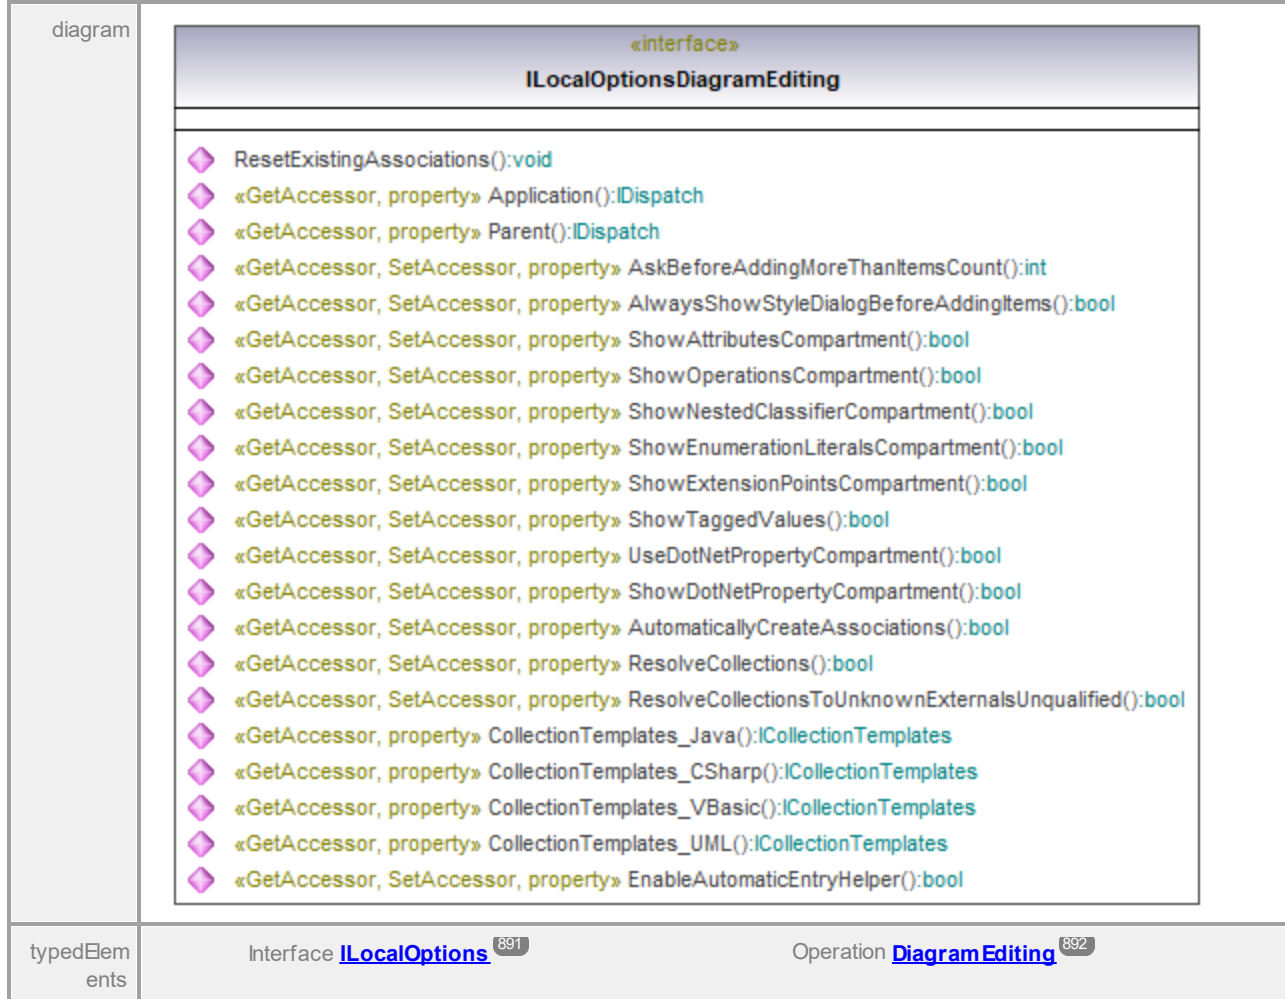 diagram
«interface»
ILocalOptionsDiagramEditing
ResetExistingAssociations():void
«GetAccessor, property» Application():IDispatch
«GetAccessor, property» Parent():IDispatch
«GetAccessor, SetAccessor, property» AskBeforeAddingMoreThanItemsCount():int
«GetAccessor, SetAccessor, property» AlwaysShowStyleDialogBeforeAddingItems():bool
«GetAccessor, SetAccessor, property» ShowAttributesCompartment():bool
«GetAccessor, SetAccessor, property» ShowOperationsCompartment():bool
«GetAccessor, SetAccessor, property» ShowNestedClassifierCompartment():bool
«GetAccessor, SetAccessor, property» ShowEnumerationLiteralsCompartment():bool
«GetAccessor, SetAccessor, property» ShowExtensionPointsCompartment():bool
«GetAccessor, SetAccessor, property» ShowTaggedValues():bool
«GetAccessor, SetAccessor, property» UseDotNetPropertyCompartment():bool
«GetAccessor, SetAccessor, property» ShowDotNetPropertyCompartment():bool
«GetAccessor, SetAccessor, property» AutomaticallyCreateAssociations():bool
«GetAccessor, SetAccessor, property» ResolveCollections():bool
«GetAccessor, SetAccessor, property» ResolveCollectionsToUnknownExternalsUnqualified():bool
«GetAccessor, property» CollectionTemplates_Java():ICollectionTemplates
«GetAccessor, property» CollectionTemplates_CSharp():ICollectionTemplates
«GetAccessor, property» CollectionTemplates_VBasic():ICollectionTemplates
«GetAccessor, property» CollectionTemplates_UML():ICollectionTemplates
«GetAccessor, SetAccessor, property» EnableAutomaticEntryHelper():bool
typedElem
ents
Interface ILocalOptions 891
Operation DiagramEditing 892